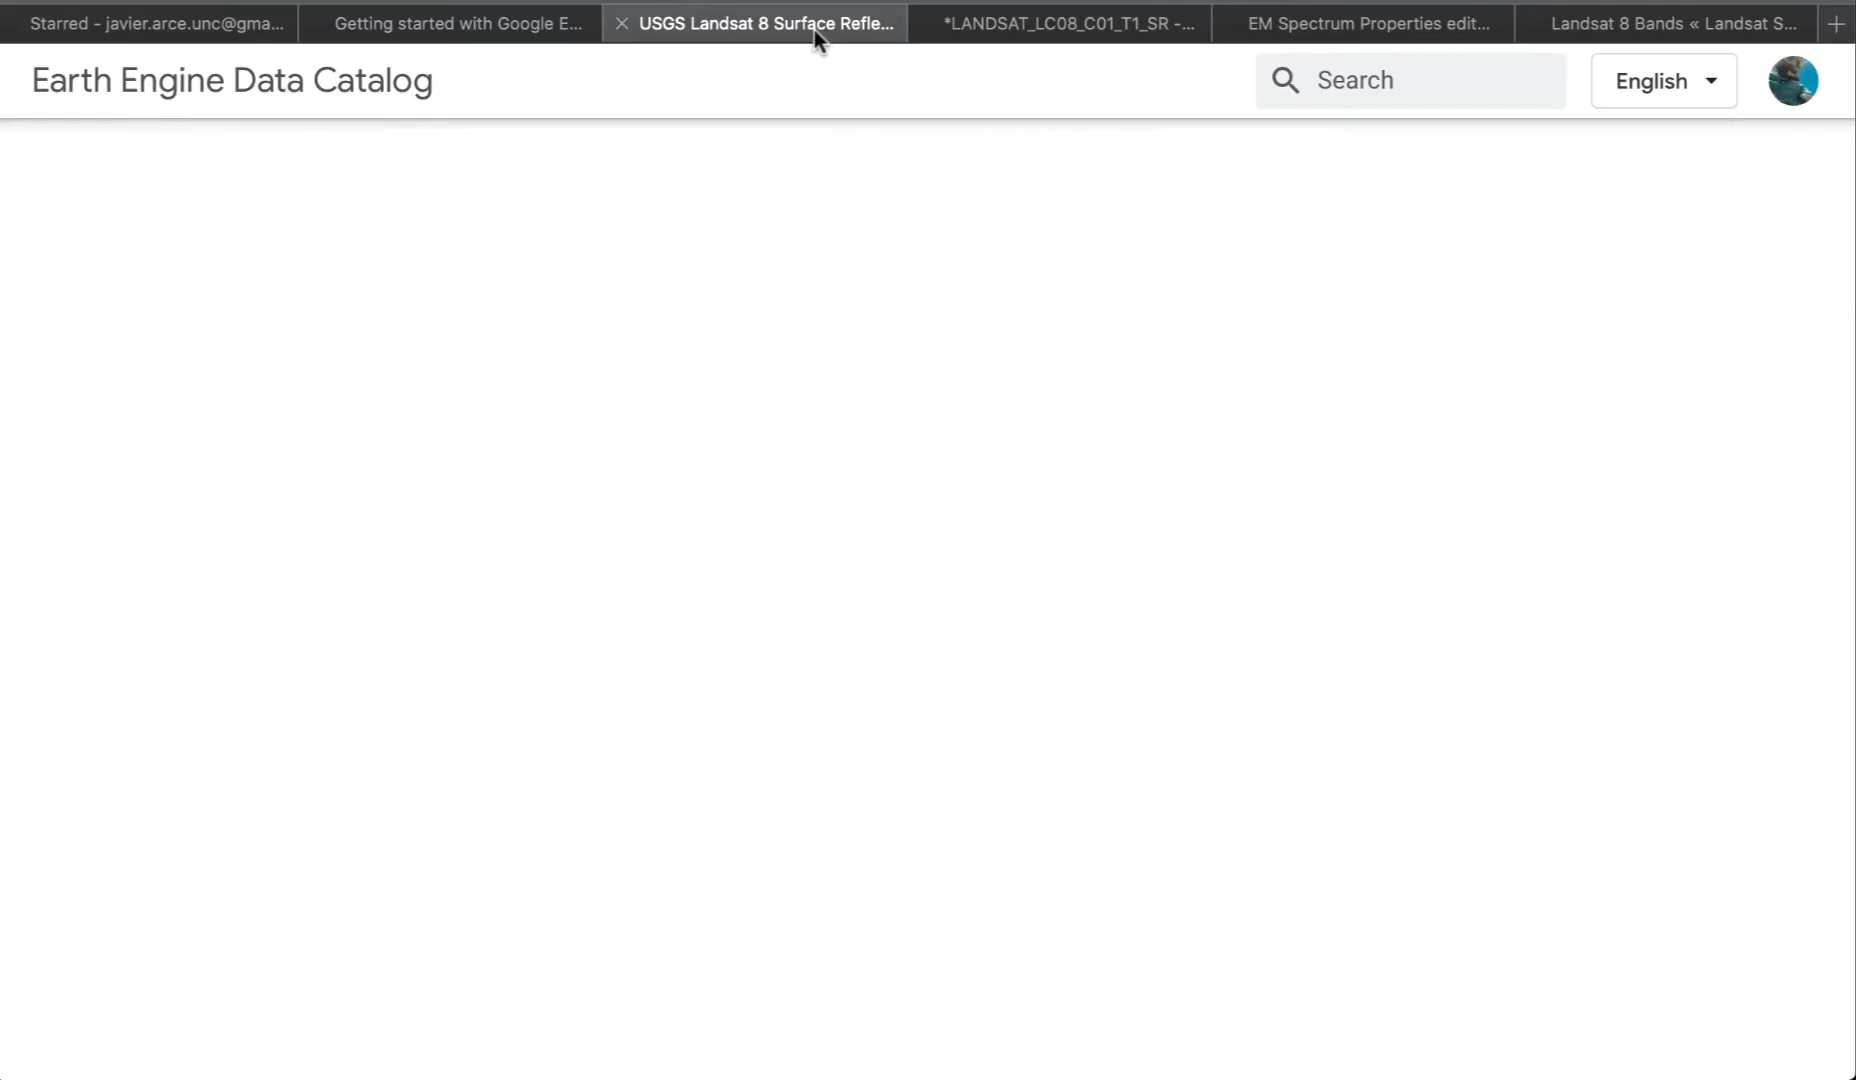 Starred - javier.arce.unc@gma...
Getting started with Google E...
USGS Landsat 8 Surface Refle...
*LANDSAT_LC08_C01_T1_SR -...
EM Spectrum Properties edit...
Landsat 8 Bands « Landsat S...
Earth Engine Data Catalog
Search
English